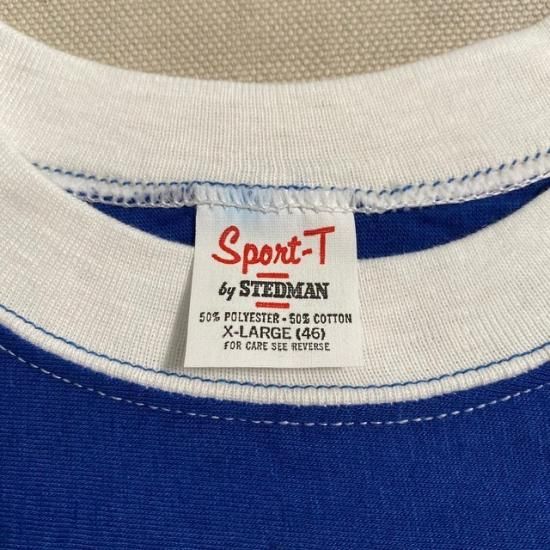 Sport-T
by STEDMAN
50% POLYESTER - 50% COTTON
X-LARGE (46)
FOR CARE SEE REVERSE